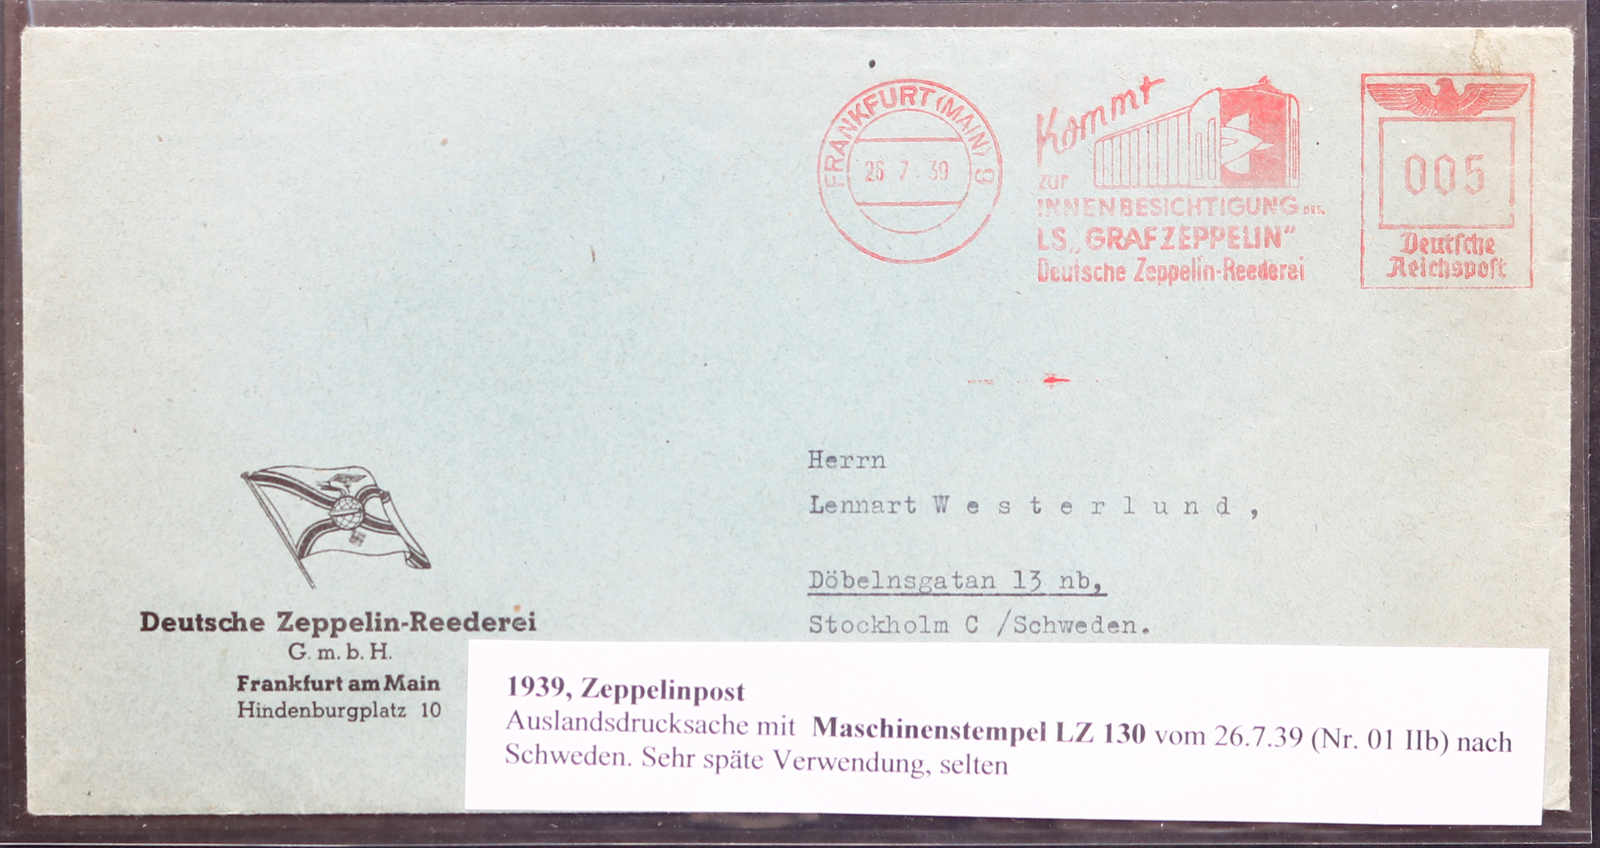 FRANKFURT (MAIN) 9
26.7.39
Kommt
zur
INNENBESICHTIGUNG DES
LS „GRAF ZEPPELIN"
Deutsche Zeppelin-Reederei
005
Deutsche
Reichspost
Herrn
Lennart W e s t e r l u n d ,
Döbelnsgatan 13 nb,
Stockholm C /Schweden.
Deutsche Zeppelin-Reederei
G. m. b. H.
Frankfurt am Main
Hindenburgplatz 10
1939, Zeppelinpost
Auslandsdrucksache mit Maschinenstempel LZ 130 vom 26.7.39 (Nr. 01 IIb) nach
Schweden. Sehr späte Verwendung, selten